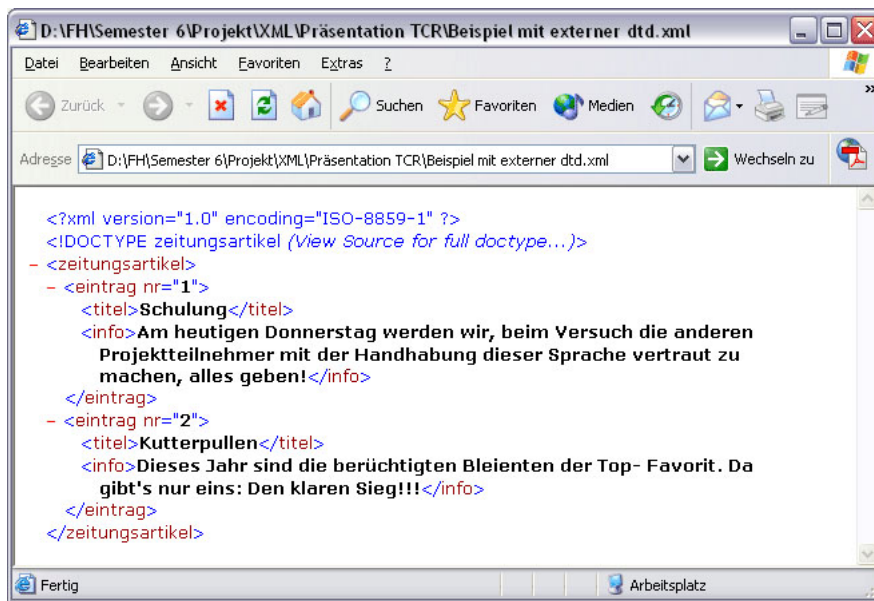 D:\FH\Semester 6\Projekt\XML\Präsentation TCR\Beispiel mit externer dtd.xml
Datei Bearbeiten Ansicht Favoriten Extras ?
Zurück Suchen Favoriten Medien »
Adresse D:\FH\Semester 6\Projekt\XML\Präsentation TCR\Beispiel mit externer dtd.xml Wechseln zu
<?xml version="1.0" encoding="ISO-8859-1" ?>
<!DOCTYPE zeitungsartikel (View Source for full doctype...)>
- <zeitungsartikel>
- <eintrag nr="1">
<titel>Schulung</titel>
<info>Am heutigen Donnerstag werden wir, beim Versuch die anderen
Projektteilnehmer mit der Handhabung dieser Sprache vertraut zu
machen, alles geben!</info>
</eintrag>
- <eintrag nr="2">
<titel>Kutterpullen</titel>
<info>Dieses Jahr sind die berüchtigten Bleienten der Top- Favorit. Da
gibt's nur eins: Den klaren Sieg!!!</info>
</eintrag>
</zeitungsartikel>
Fertig Arbeitsplatz